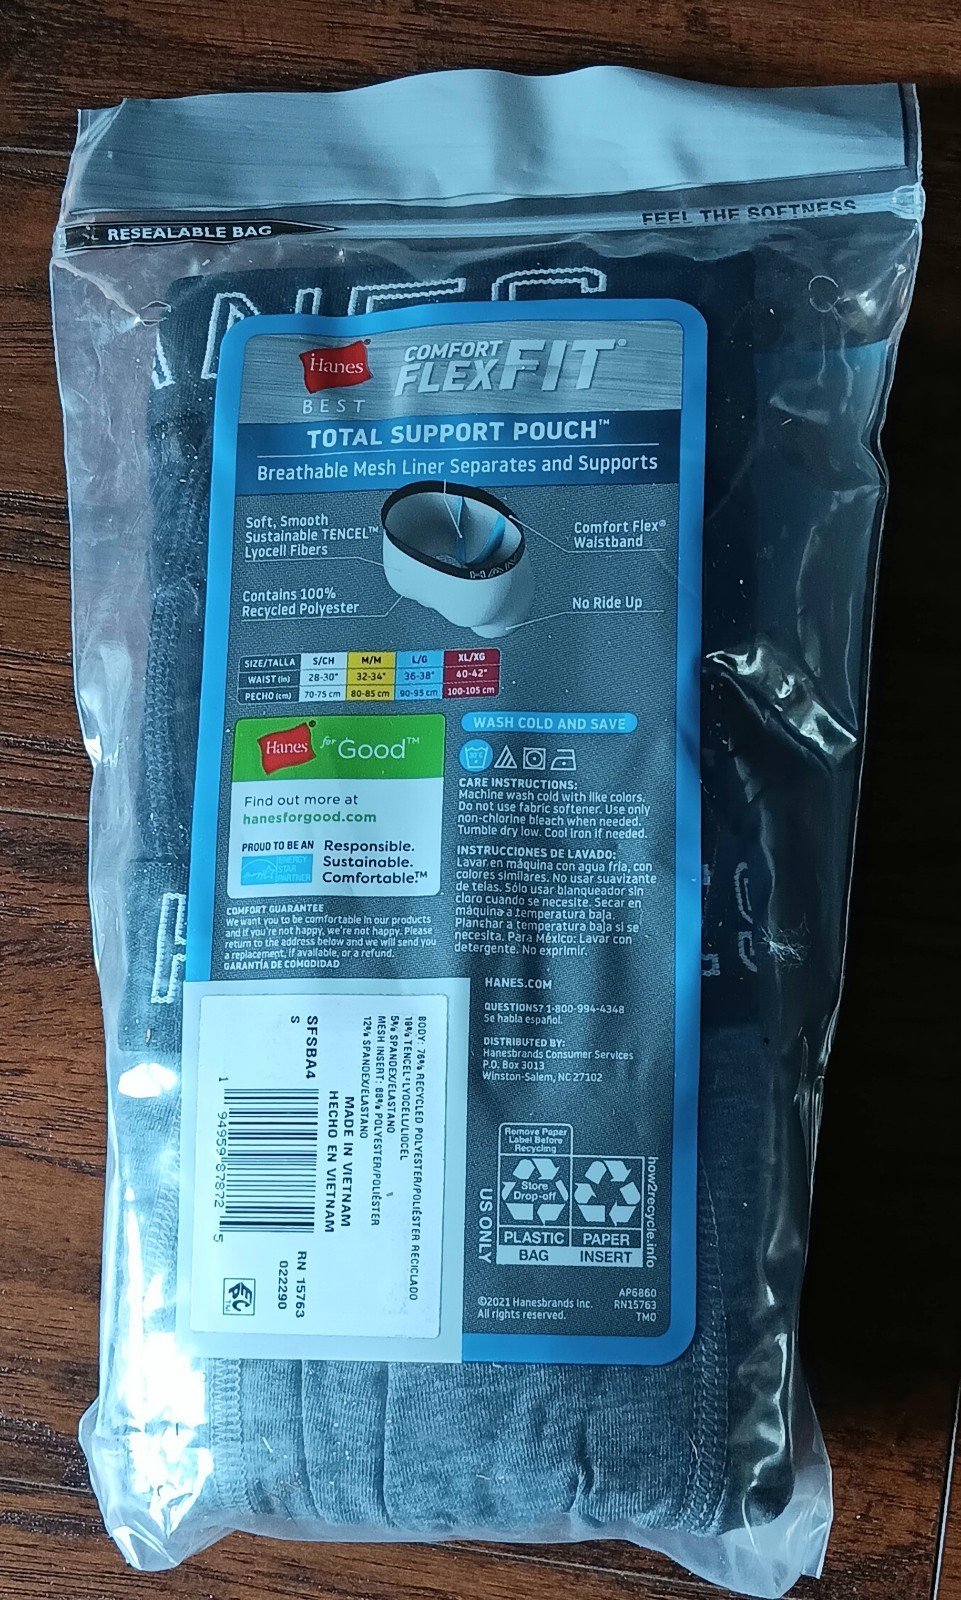 RESEALABLE BAG
FEEL THE SOFTNESS
Hanes®
BEST
COMFORT
FLEXFIT®
TOTAL SUPPORT POUCH™
Breathable Mesh Liner Separates and Supports
Soft, Smooth
Sustainable TENCEL™
Lyocell Fibers
Comfort Flex®
Waistband
Contains 100%
Recycled Polyester
No Ride Up
SIZE/TALLA S/CH M/M L/G XL/XG
WAIST (in) 28-30" 32-34" 36-38" 40-42"
PECHO (cm) 70-75 cm 80-85 cm 90-95 cm 100-105 cm
Hanes® for Good™
Find out more at
hanesforgood.com
PROUD TO BE AN
ENERGY
STAR
PARTNER
Responsible.
Sustainable.
Comfortable.™
COMFORT GUARANTEE
We want you to be comfortable in our products
and if you're not happy, we're not happy. Please
return to the address below and we will send you
a replacement, if available, or a refund.
GARANTÍA DE COMODIDAD
WASH COLD AND SAVE
CARE INSTRUCTIONS:
Machine wash cold with like colors.
Do not use fabric softener. Use only
non-chlorine bleach when needed.
Tumble dry low. Cool iron if needed.
INSTRUCCIONES DE LAVADO:
Lavar en máquina con agua fría, con
colores similares. No usar suavizante
de telas. Sólo usar blanqueador sin
cloro cuando se necesite. Secar en
máquina a temperatura baja.
Planchar a temperatura baja si se
necesita. Para México: Lavar con
detergente. No exprimir.
HANES.COM
QUESTIONS? 1-800-994-4348
Se habla español.
DISTRIBUTED BY:
Hanesbrands Consumer Services
P.O. Box 3013
Winston-Salem, NC 27102
BODY: 76% RECYCLED POLYESTER/POLIÉSTER RECICLADO
19% TENCEL®LYOCELL/LIOCEL
5% SPANDEX/ELASTANO
MESH INSERT: 88% POLYESTER/POLIÉSTER
12% SPANDEX/ELASTANO
MADE IN VIETNAM
HECHO EN VIETNAM
SFSBA4
S
RN 15763
022290
1 94959 87872 5
Remove Paper
Label Before
Recycling
Store
Drop-off
PLASTIC
BAG
PAPER
INSERT
US ONLY
how2recycle.info
©2021 Hanesbrands Inc.
All rights reserved.
AP6860
RN15763
TMO